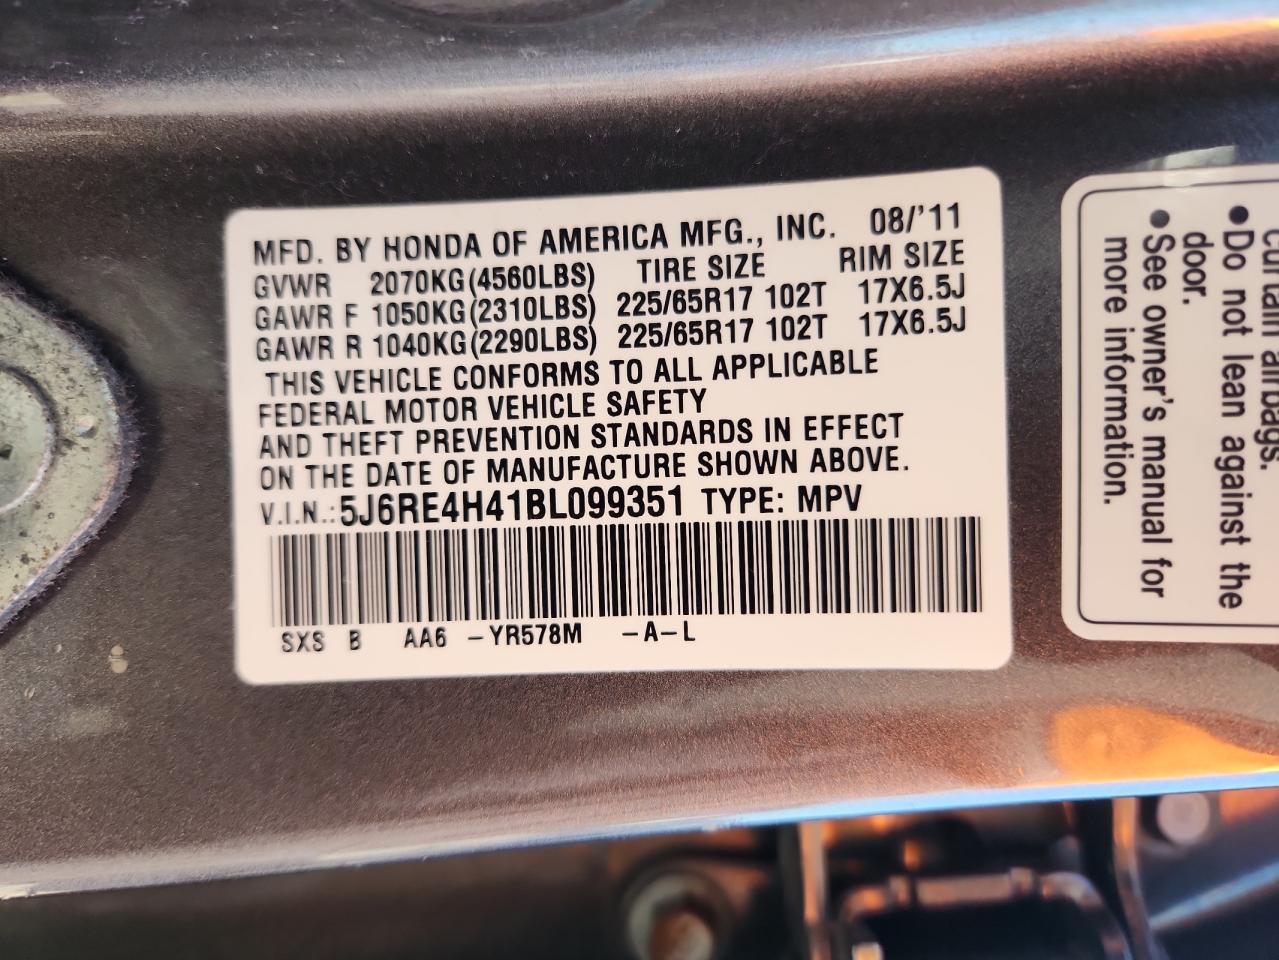 MFD. BY HONDA OF AMERICA MFG., INC. 08/'11
GVWR 2070KG(4560LBS) TIRE SIZE RIM SIZE
GAWR F 1050KG(2310LBS) 225/65R17 102T 17X6.5J
GAWR R 1040KG(2290LBS) 225/65R17 102T 17X6.5J
THIS VEHICLE CONFORMS TO ALL APPLICABLE
FEDERAL MOTOR VEHICLE SAFETY
AND THEFT PREVENTION STANDARDS IN EFFECT
ON THE DATE OF MANUFACTURE SHOWN ABOVE.
V.I.N.: 5J6RE4H41BL099351 TYPE: MPV
SXS B AA6 -YR578M -A-L
curtain airbags.
● Do not lean against the
door.
● See owner's manual for
more information.